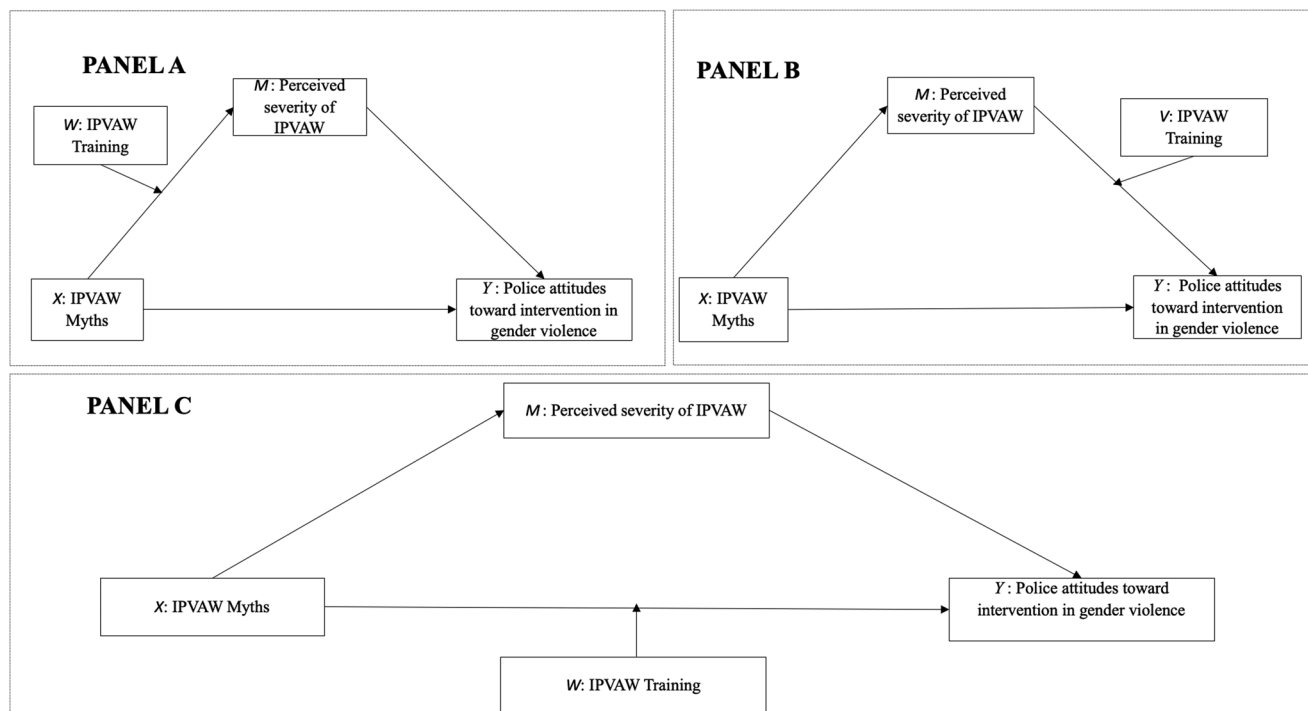 PANEL A
M: Perceived
severity of
IPVAW
W: IPVAW
Training
X: IPVAW
Myths
Y : Police attitudes
toward intervention in
gender violence
PANEL B
M: Perceived
severity of IPVAW
V: IPVAW
Training
X: IPVAW
Myths
Y : Police attitudes
toward intervention
in gender violence
PANEL C
M: Perceived severity of IPVAW
X: IPVAW Myths
Y: Police attitudes toward
intervention in gender violence
W: IPVAW Training